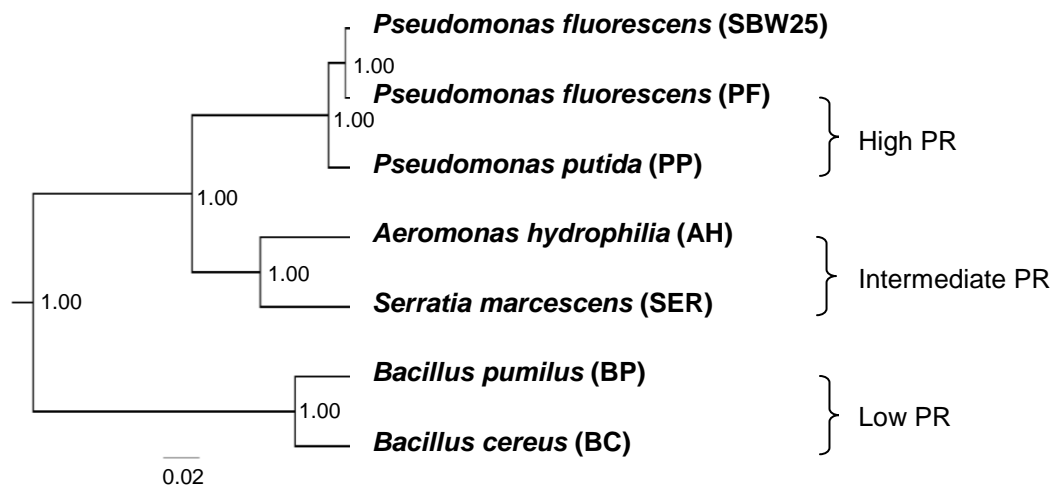 Pseudomonas fluorescens (SBW25)
1.00
Pseudomonas fluorescens (PF)
1.00
High PR
Pseudomonas putida (PP)
1.00
Aeromonas hydrophilia (AH)
1.00
Intermediate PR
1.00
Serratia marcescens (SER)
Bacillus pumilus (BP)
1.00
Low PR
Bacillus cereus (BC)
0.02